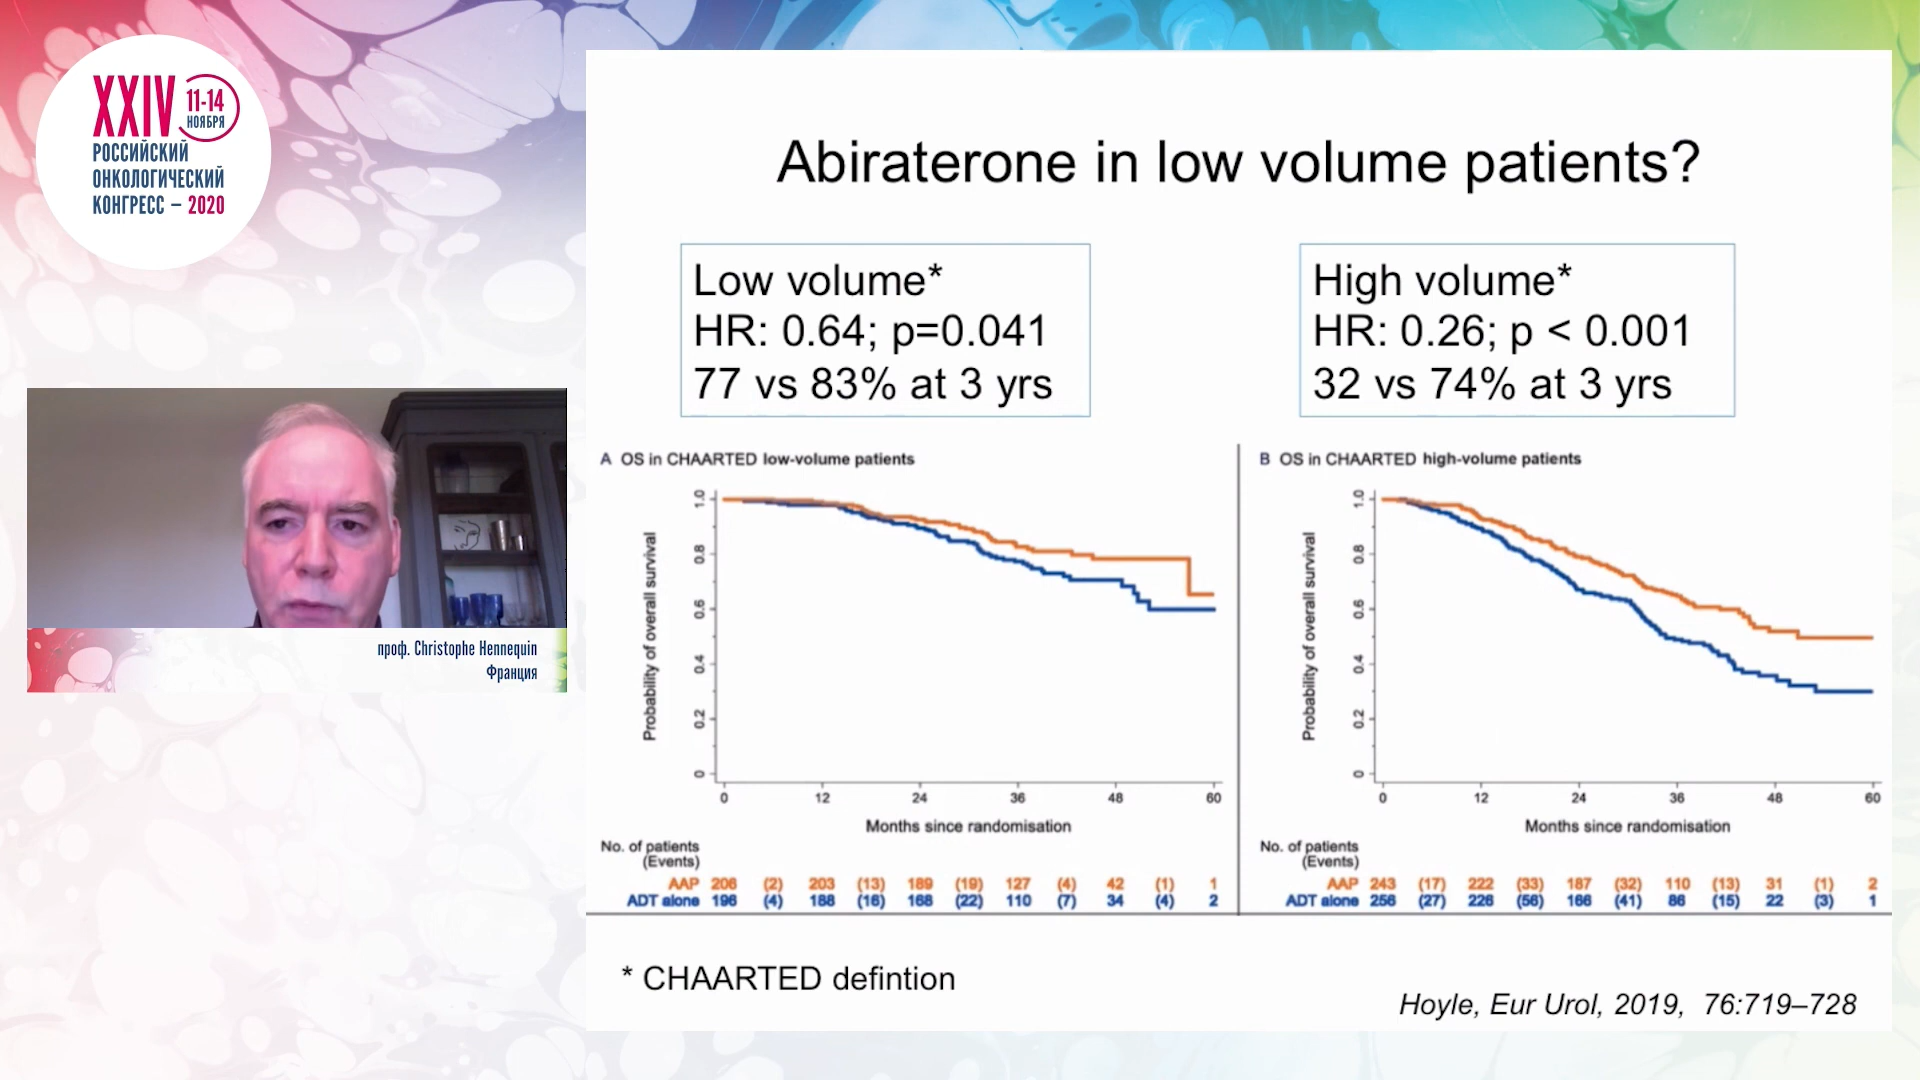 XXIV 11-14
НОЯБРЯ
РОССИЙСКИЙ
ОНКОЛОГИЧЕСКИЙ
КОНГРЕСС – 2020
проф. Christophe Hennequin
Франция
Abiraterone in low volume patients?
Low volume*
HR: 0.64; p=0.041
77 vs 83% at 3 yrs
High volume*
HR: 0.26; p < 0.001
32 vs 74% at 3 yrs
A OS in CHAARTED low-volume patients
Probability of overall survival
1.0
0.8
0.6
0.4
0.2
0
0 12 24 36 48 60
Months since randomisation
No. of patients
(Events)
AAP 206 (2) 203 (13) 189 (19) 127 (4) 42 (1) 1
ADT alone 196 (4) 188 (16) 168 (22) 110 (7) 34 (4) 2
B OS in CHAARTED high-volume patients
Probability of overall survival
1.0
0.8
0.6
0.4
0.2
0
0 12 24 36 48 60
Months since randomisation
No. of patients
(Events)
AAP 243 (17) 222 (33) 187 (32) 110 (13) 31 (1) 2
ADT alone 256 (27) 226 (56) 166 (41) 86 (15) 22 (3) 1
* CHAARTED defintion
Hoyle, Eur Urol, 2019, 76:719–728